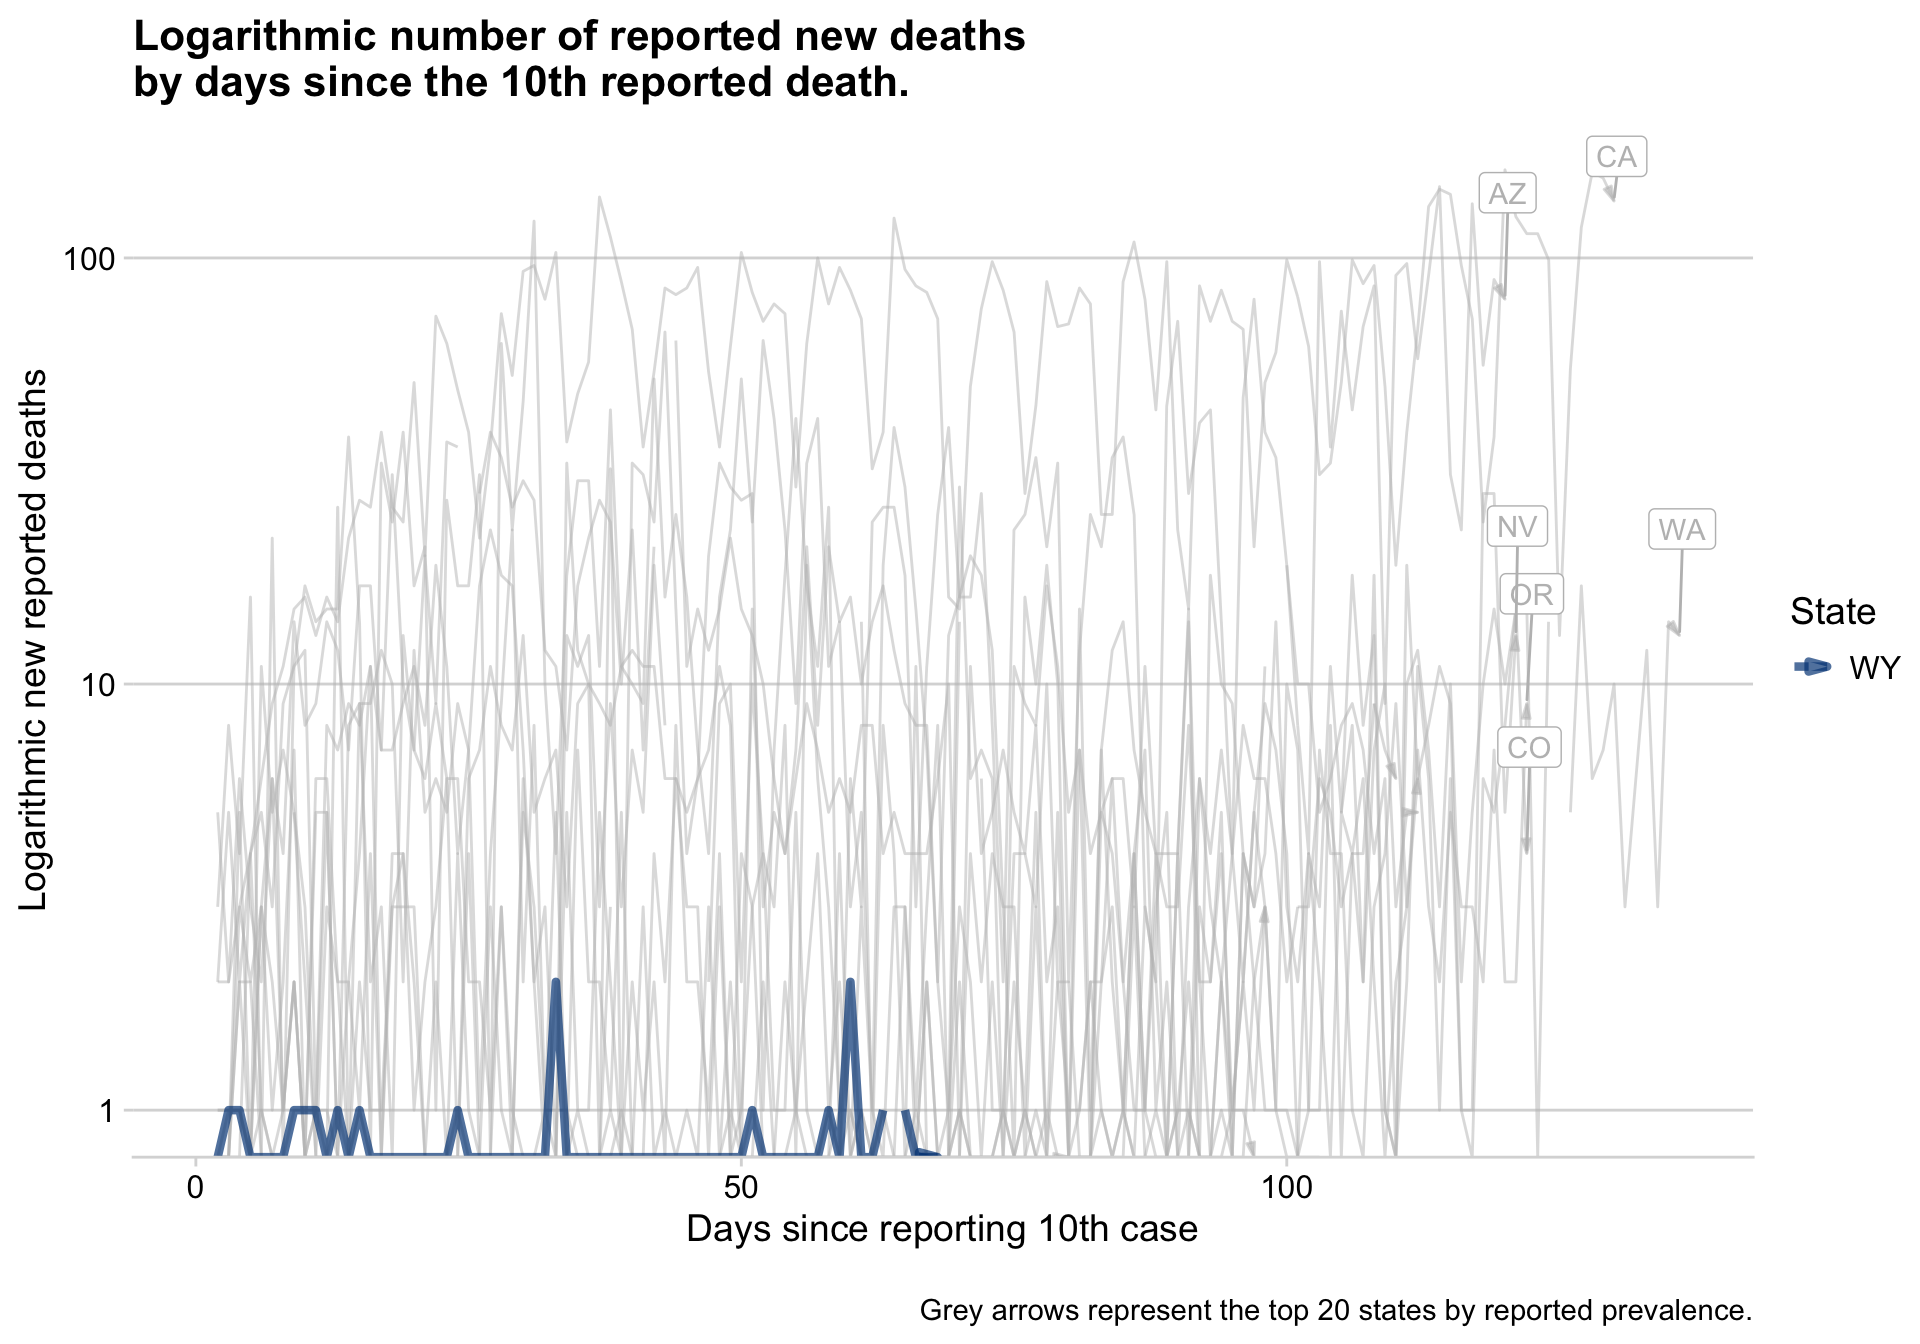 Logarithmic number of reported new deaths
by days since the 10th reported death.
CA
AZ
100
NV
WA
OR
State
WY
10
CO
1
0
50
100
Logarithmic new reported deaths
Days since reporting 10th case
Grey arrows represent the top 20 states by reported prevalence.